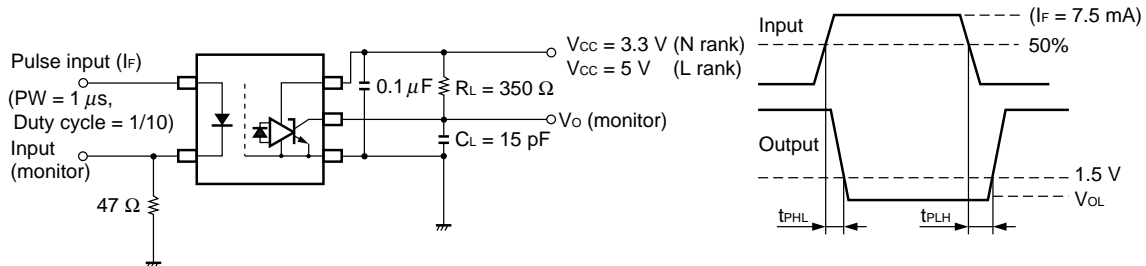 Pulse input (IF)
(PW = 1 μs,
Duty cycle = 1/10)
Input
(monitor)
47 Ω
0.1 μF
RL = 350 Ω
CL = 15 pF
VCC = 3.3 V (N rank)
VCC = 5 V (L rank)
VO (monitor)
Input
(IF = 7.5 mA)
50%
Output
1.5 V
VOL
tPHL
tPLH